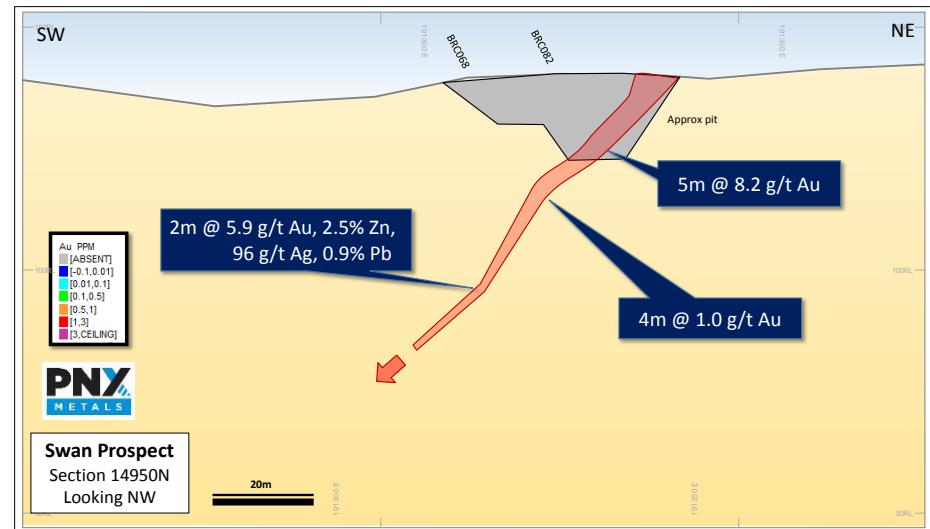 SW
NE
191300 E
191350 E
BRC068
BRC082
Approx pit
5m @ 8.2 g/t Au
2m @ 5.9 g/t Au, 2.5% Zn,
96 g/t Ag, 0.9% Pb
4m @ 1.0 g/t Au
Au PPM
[ABSENT]
[-0.1,0.01]
[0.01,0.1]
[0.1,0.5]
[0.5,1]
[1,3]
[3,CEILING]
100RL
100RL
PNX
METALS
Swan Prospect
Section 14950N
Looking NW
20m
191300 E
191350 E
50RL